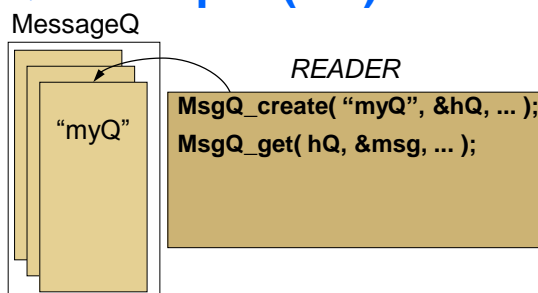 MessageQ
READER
MsgQ_create( “myQ”, &hQ, ... );
MsgQ_get( hQ, &msg, ... );
“myQ”